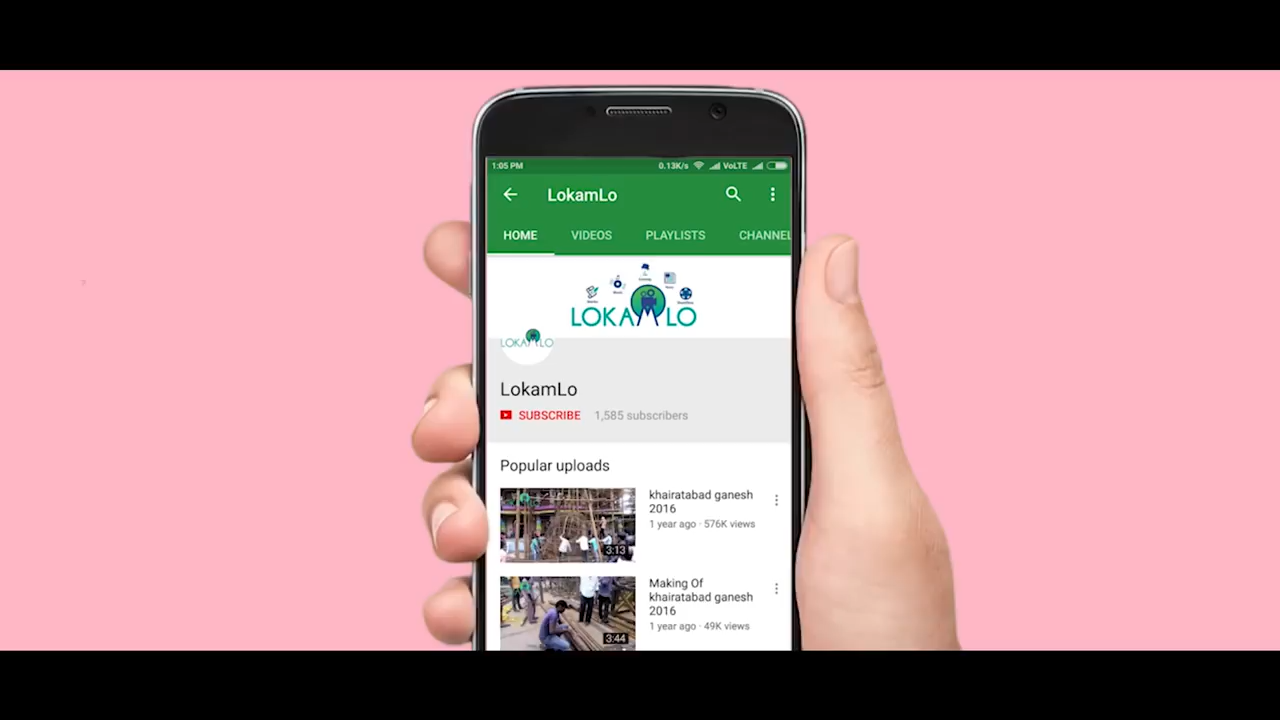 1:05 PM 0.13K/s VoLTE
LokamLo
HOME VIDEOS PLAYLISTS CHANNEL
LOKAMLO
LOKAMLO
LokamLo
SUBSCRIBE 1,585 subscribers
Popular uploads
khairatabad ganesh
2016
1 year ago · 576K views
3:13
Making Of
khairatabad ganesh
2016
1 year ago · 49K views
3:44